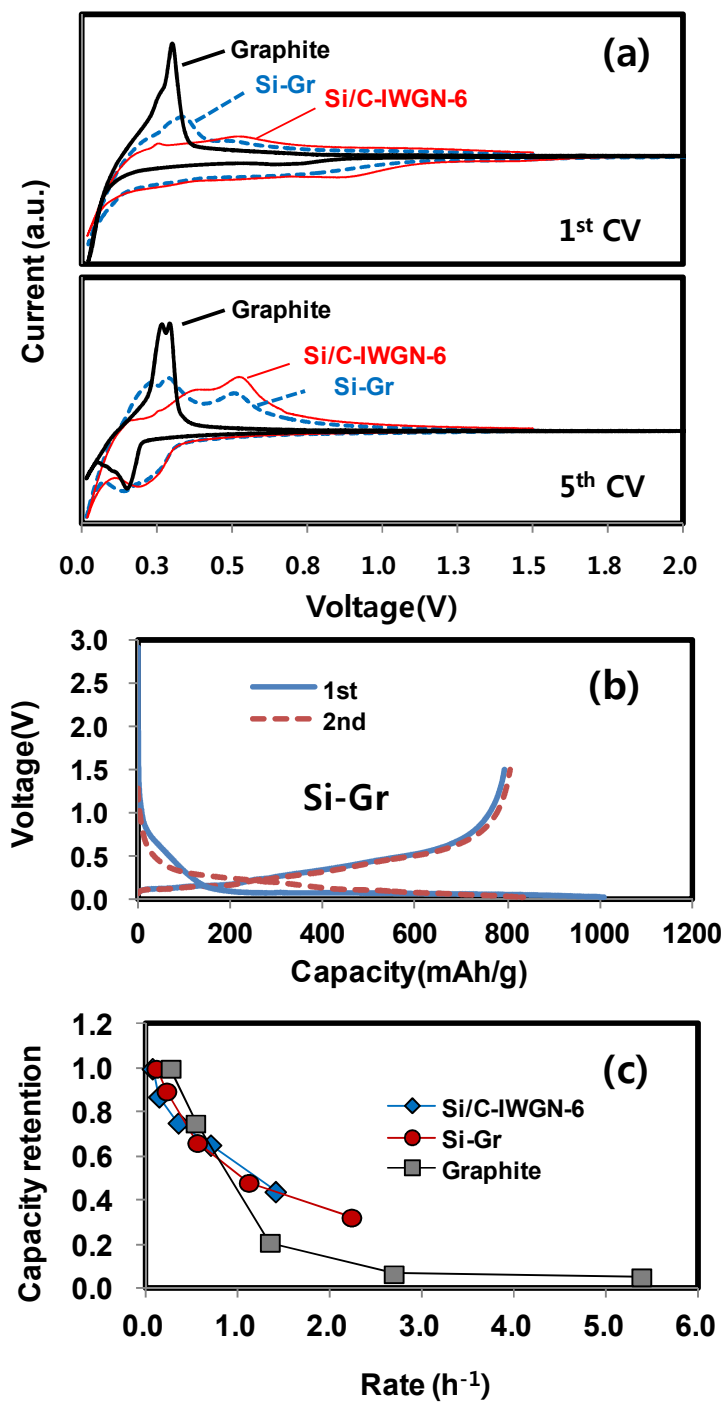 (a)
Graphite
Si-Gr
Si/C-IWGN-6
1st CV
Current (a.u.)
Graphite
Si/C-IWGN-6
Si-Gr
5th CV
0.0 0.3 0.5 0.8 1.0 1.3 1.5 1.8 2.0
Voltage(V)
(b)
3.0
2.5
2.0
1.5
1.0
0.5
0.0
Voltage(V)
1st
2nd
Si-Gr
0 200 400 600 800 1000 1200
Capacity(mAh/g)
(c)
1.2
1.0
0.8
0.6
0.4
0.2
0.0
Capacity retention
Si/C-IWGN-6
Si-Gr
Graphite
0.0 1.0 2.0 3.0 4.0 5.0 6.0
Rate (h-1)